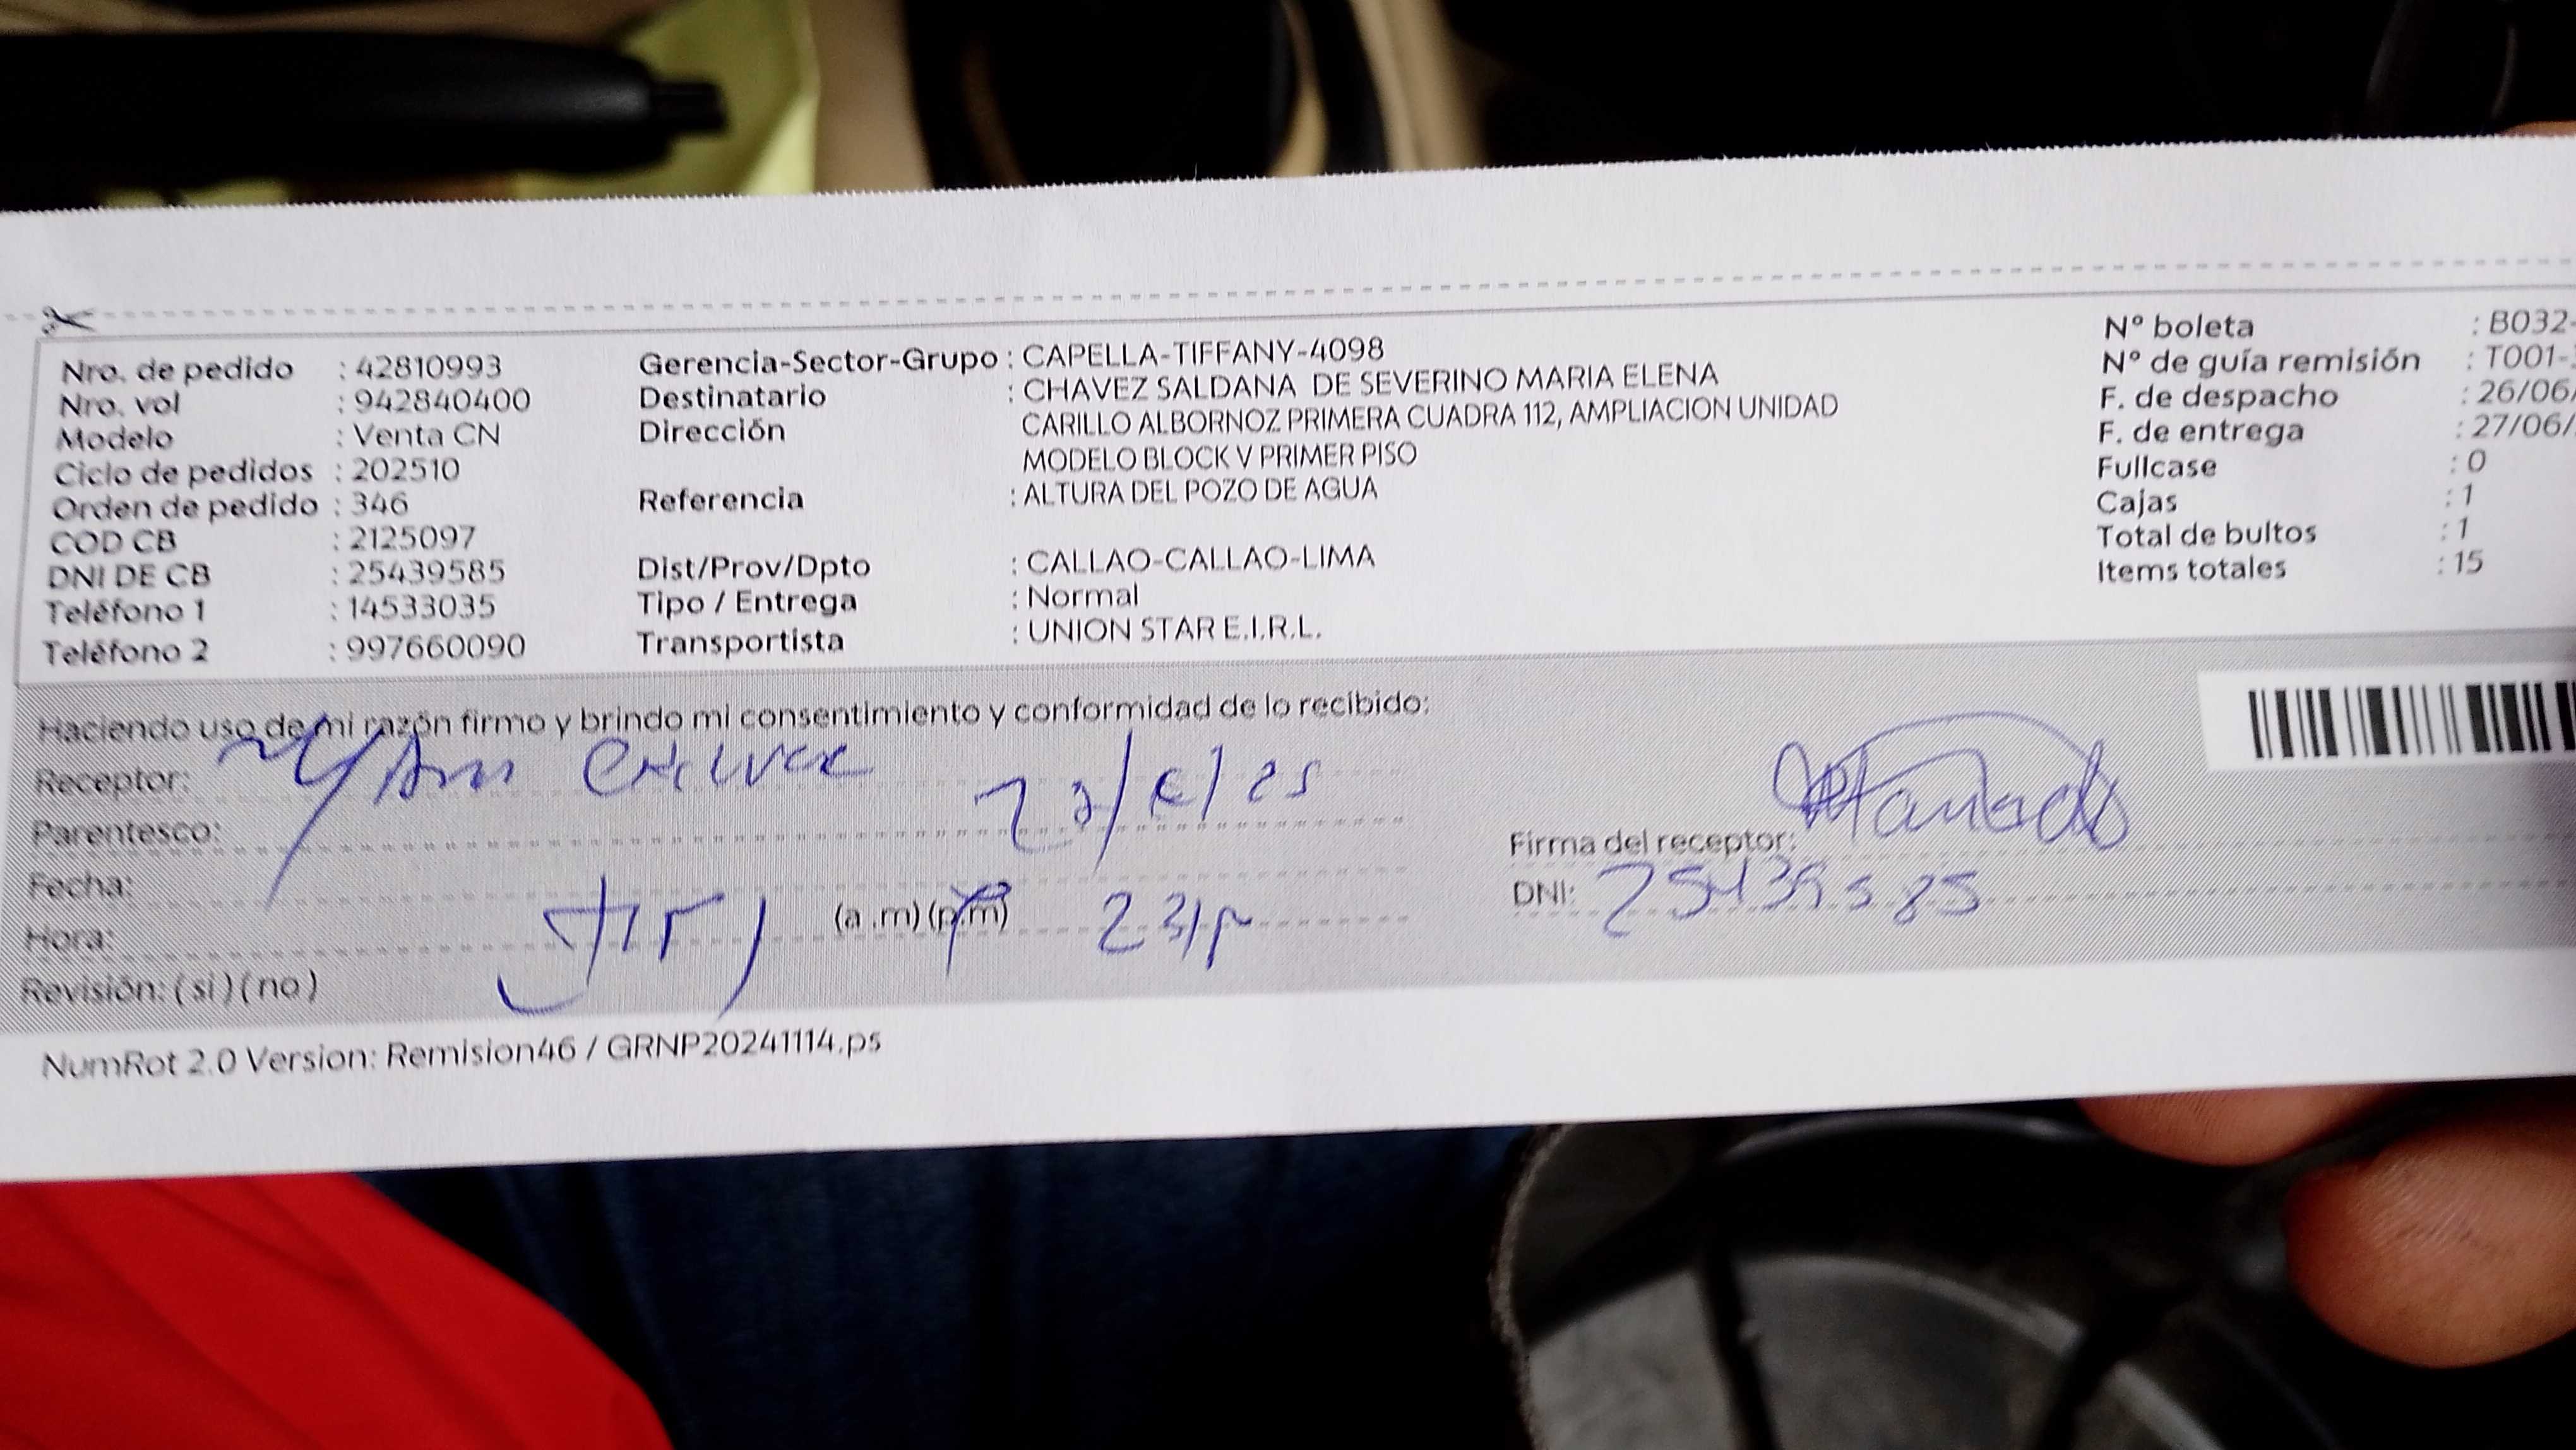 Nro. de pedido : 42810993
Nro. vol : 942840400
Modelo : Venta CN
Ciclo de pedidos : 202510
Orden de pedido : 346
COD CB : 2125097
DNI DE CB : 25439585
Teléfono 1 : 14533035
Teléfono 2 : 997660090
Gerencia-Sector-Grupo : CAPELLA-TIFFANY-4098
Destinatario : CHAVEZ SALDANA DE SEVERINO MARIA ELENA
Dirección CARILLO ALBORNOZ PRIMERA CUADRA 112, AMPLIACION UNIDAD
MODELO BLOCK V PRIMER PISO
Referencia : ALTURA DEL POZO DE AGUA
Dist/Prov/Dpto : CALLAO-CALLAO-LIMA
Tipo / Entrega : Normal
Transportista : UNION STAR E.I.R.L.
Nº boleta : B032-
Nº de guía remisión : T001-
F. de despacho : 26/06/
F. de entrega : 27/06/
Fullcase : 0
Cajas : 1
Total de bultos : 1
Items totales : 15
Haciendo uso de mi razón firmo y brindo mi consentimiento y conformidad de lo recibido:
Receptor:
Parentesco:
Fecha:
Hora: (a .m) (p.m)
Revisión: ( si ) ( no )
Firma del receptor:
DNI: 25439585
NumRot 2.0 Version: Remision46 / GRNP20241114.ps